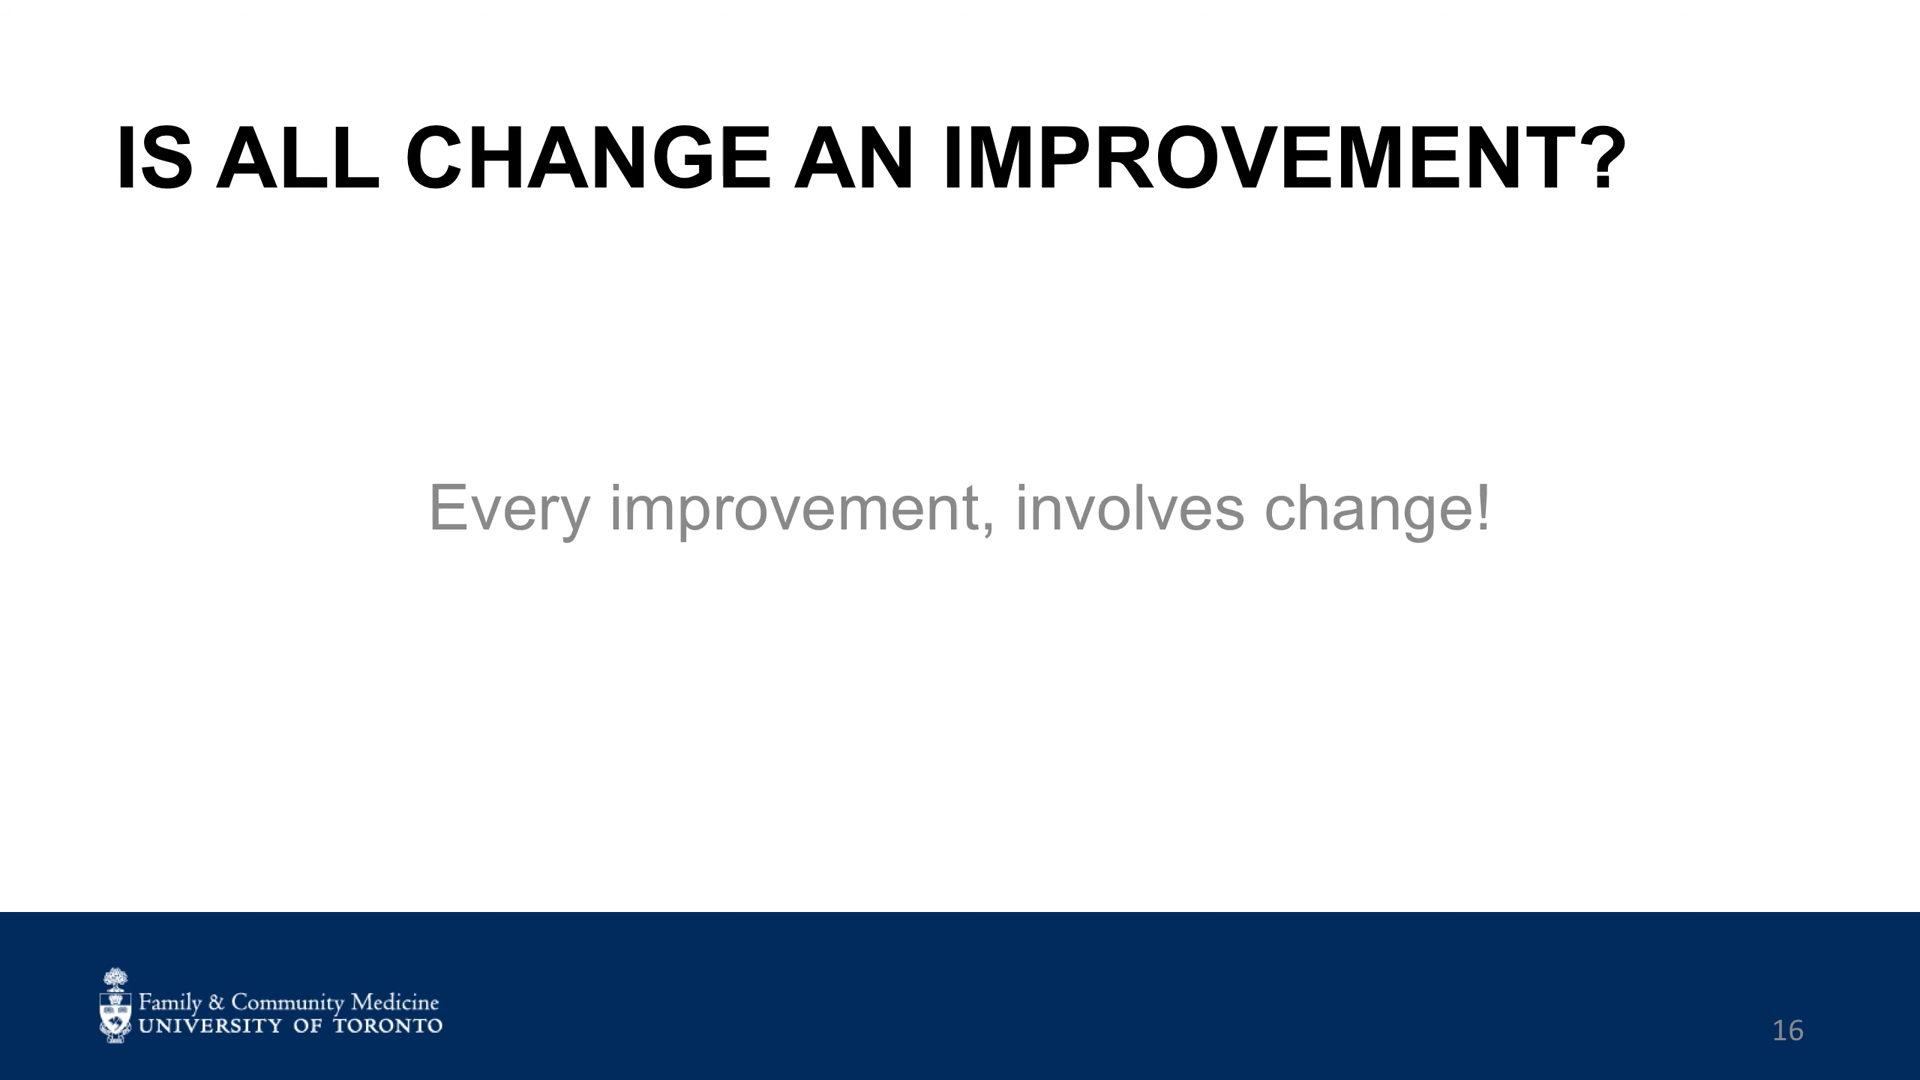 IS ALL CHANGE AN IMPROVEMENT?
Every improvement, involves change!
Family & Community Medicine
UNIVERSITY OF TORONTO
16